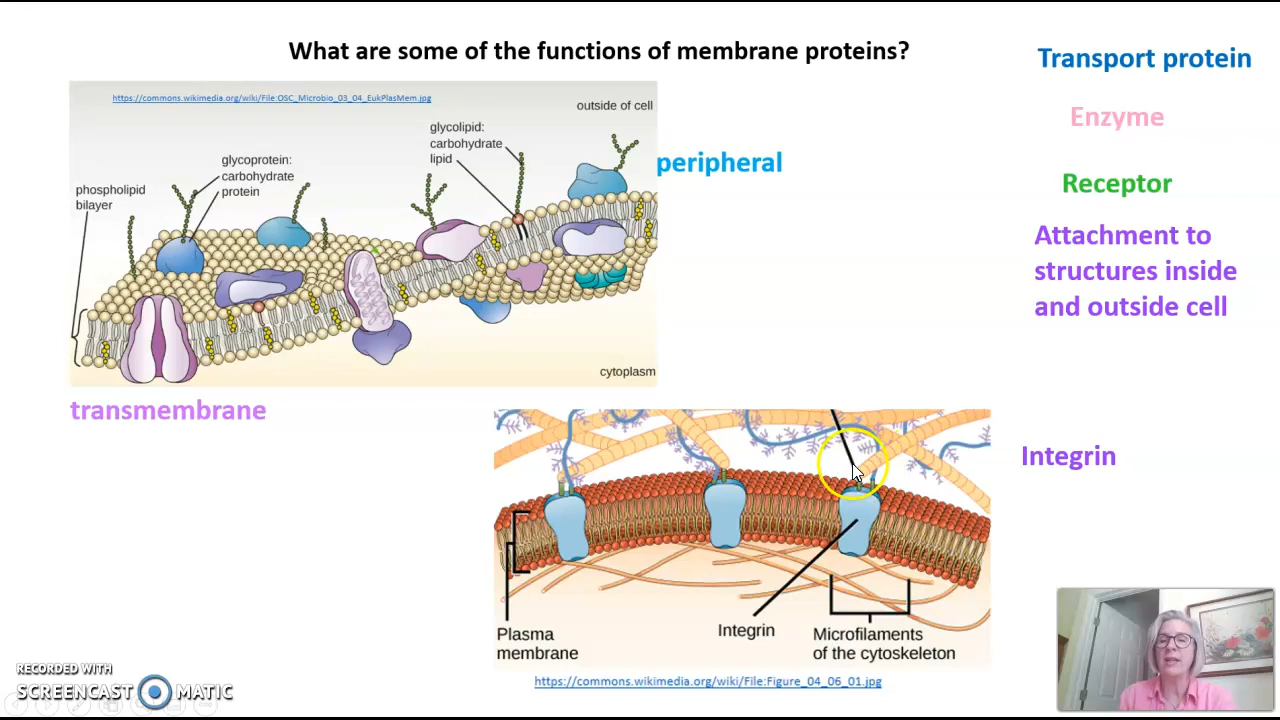 What are some of the functions of membrane proteins?
Transport protein
https://commons.wikimedia.org/wiki/File:OSC_Microbio_03_04_EukPlasMem.jpg
outside of cell
Enzyme
glycolipid:
carbohydrate
lipid
glycoprotein:
carbohydrate
protein
peripheral
phospholipid
bilayer
Receptor
Attachment to
structures inside
and outside cell
cytoplasm
transmembrane
Integrin
Plasma
membrane
Integrin
Microfilaments
of the cytoskeleton
https://commons.wikimedia.org/wiki/File:Figure_04_06_01.jpg
RECORDED WITH
SCREENCAST MATIC